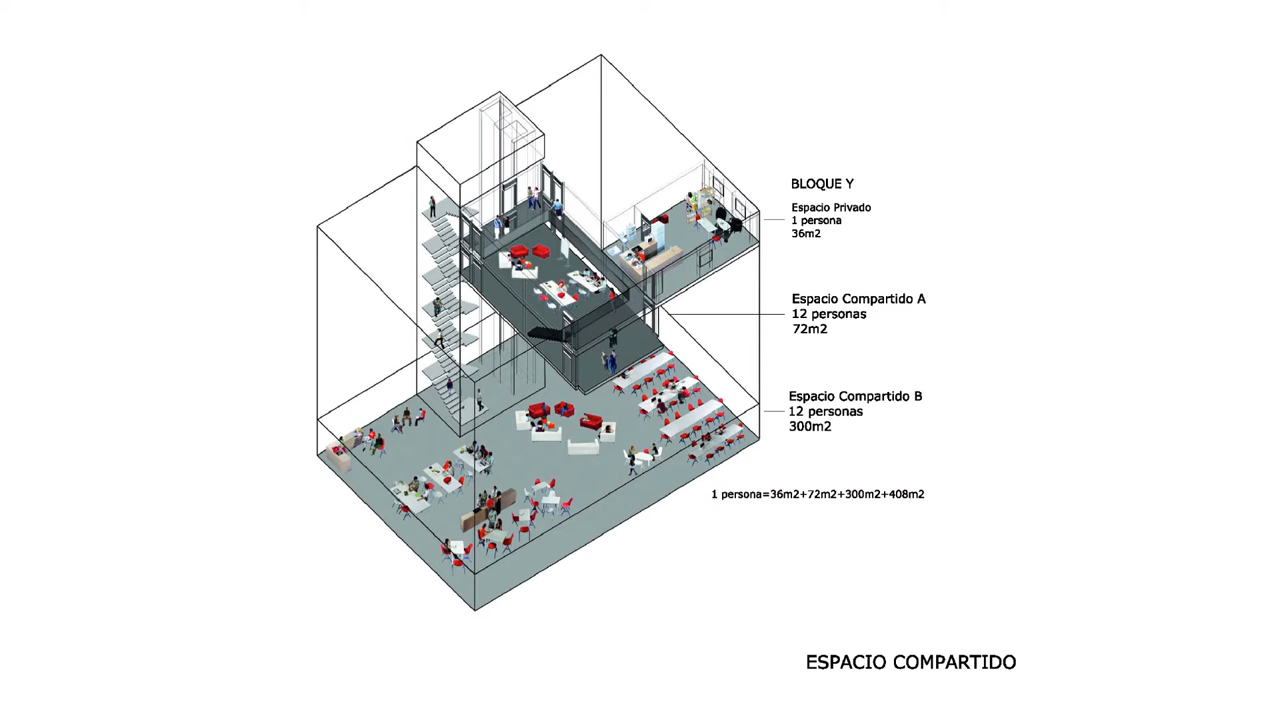 BLOQUE Y
Espacio Privado
1 persona
36m2
Espacio Compartido A
12 personas
72m2
Espacio Compartido B
12 personas
300m2
1 persona=36m2+72m2+300m2+408m2
ESPACIO COMPARTIDO